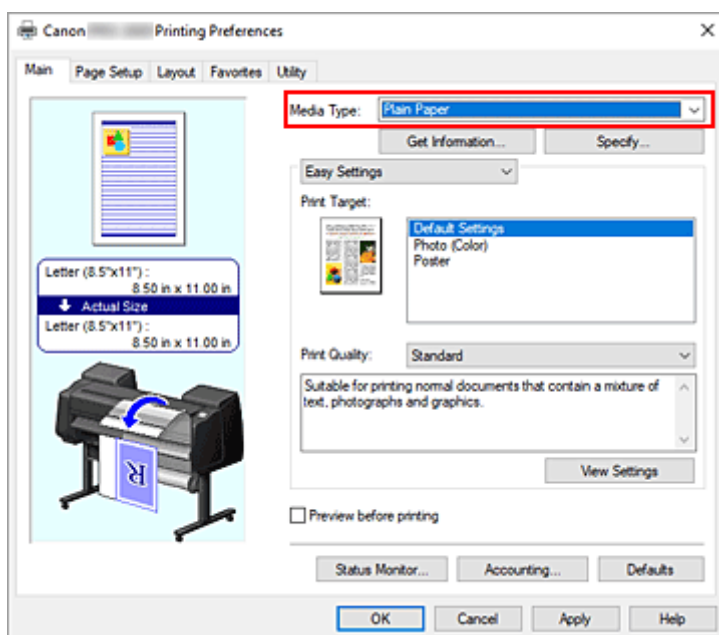 Canon Printing Preferences
Main Page Setup Layout Favorites Utility
Media Type: Plain Paper
Get Information... Specify...
Easy Settings
Print Target:
Default Settings
Photo (Color)
Poster
Letter (8.5"x11") :
8.50 in x 11.00 in
Actual Size
Letter (8.5"x11") :
8.50 in x 11.00 in
Print Quality: Standard
Suitable for printing normal documents that contain a mixture of
text, photographs and graphics.
View Settings
Preview before printing
Status Monitor... Accounting... Defaults
OK Cancel Apply Help
R